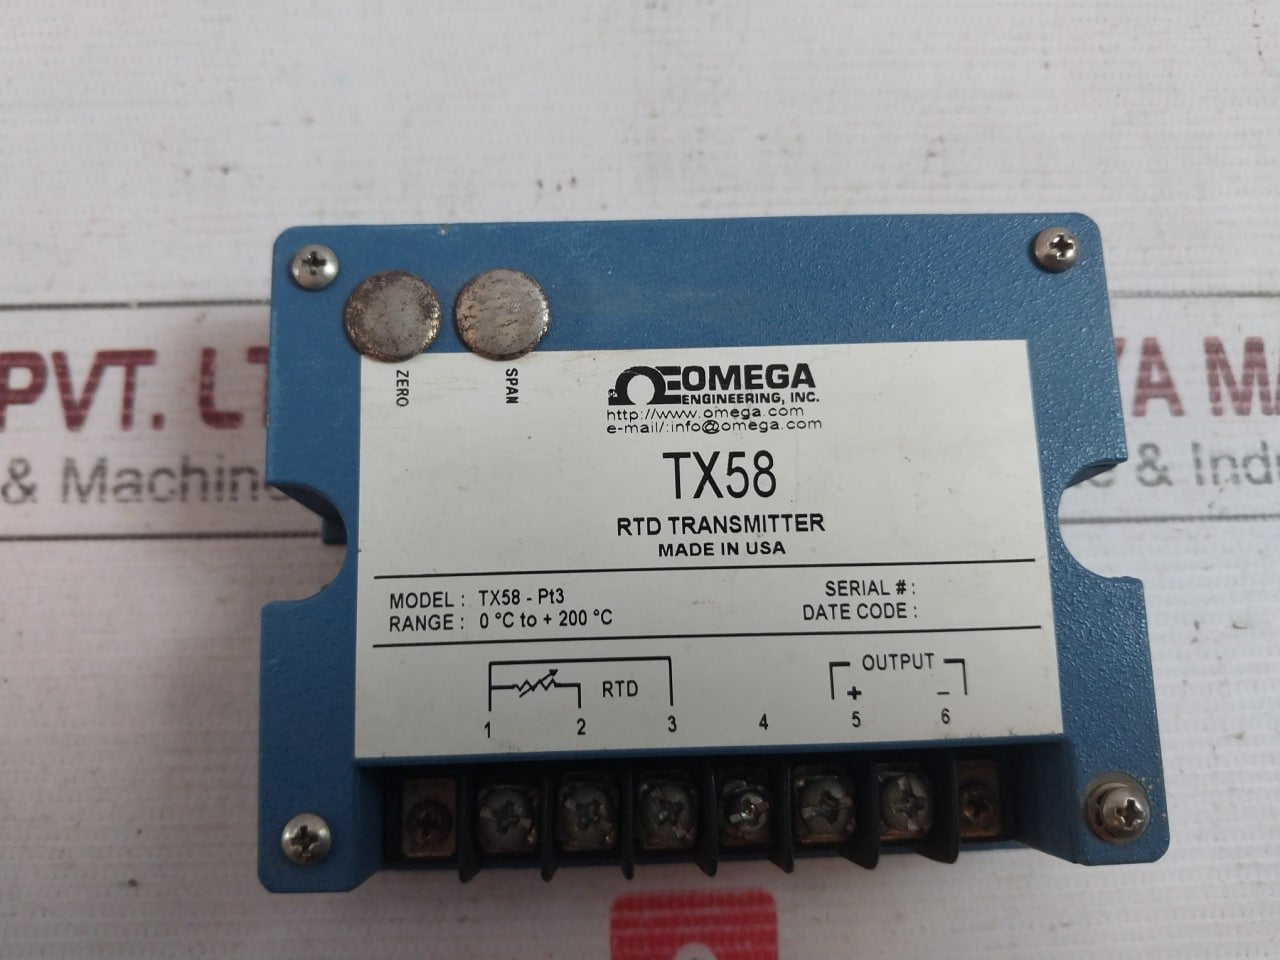 PVT.
& Machin
YA M
& Ind
ZERO
SPAN
OMEGA
ENGINEERING, INC.
http://www.omega.com
e-mail/:info@omega.com
TX58
RTD TRANSMITTER
MADE IN USA
MODEL : TX58 - Pt3
SERIAL # :
RANGE : 0 °C to + 200 °C
DATE CODE :
RTD
OUTPUT
+ −
1 2 3 4 5 6